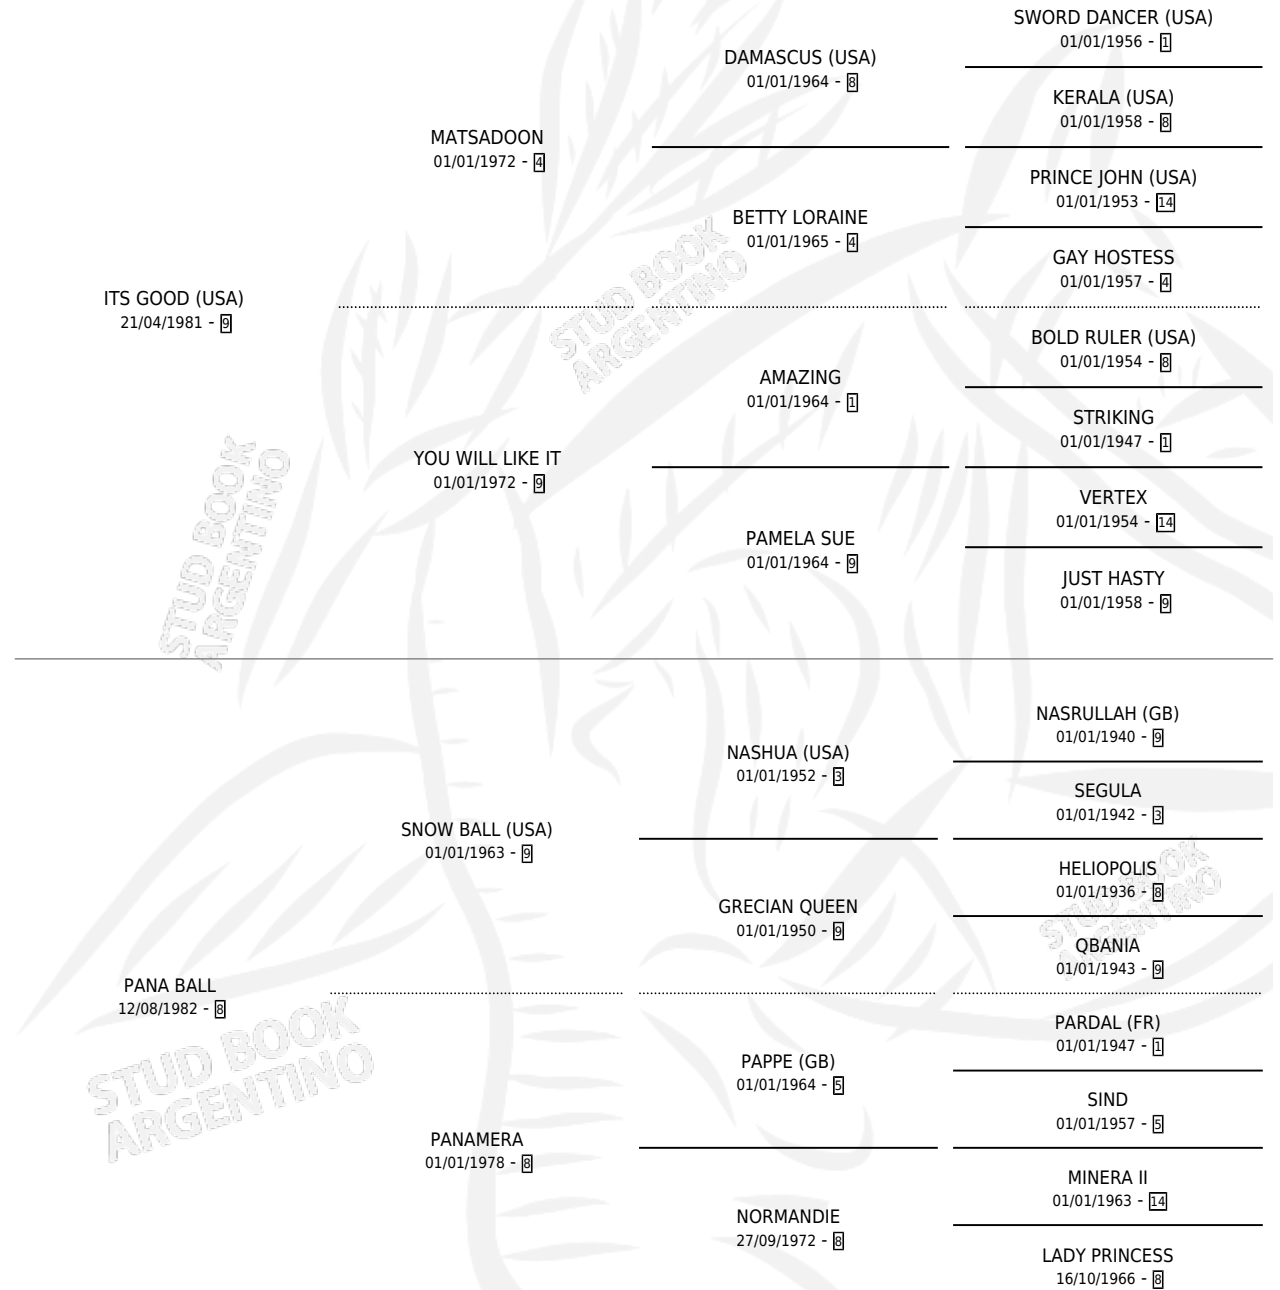 SWORD DANCER (USA)
01/01/1956 - 1
DAMASCUS (USA)
01/01/1964 - 8
KERALA (USA)
01/01/1958 - 8
MATSADOON
01/01/1972 - 4
PRINCE JOHN (USA)
01/01/1953 - 14
BETTY LORAINE
01/01/1965 - 4
GAY HOSTESS
01/01/1957 - 4
ITS GOOD (USA)
21/04/1981 - 9
STUD BOOK
ARGENTINO
BOLD RULER (USA)
01/01/1954 - 8
AMAZING
01/01/1964 - 1
STRIKING
01/01/1947 - 1
YOU WILL LIKE IT
01/01/1972 - 9
VERTEX
01/01/1954 - 14
PAMELA SUE
01/01/1964 - 9
JUST HASTY
01/01/1958 - 9
STUD BOOK
ARGENTINO
NASRULLAH (GB)
01/01/1940 - 9
NASHUA (USA)
01/01/1952 - 3
SEGULA
01/01/1942 - 3
SNOW BALL (USA)
01/01/1963 - 9
HELIOPOLIS
01/01/1936 - 8
GRECIAN QUEEN
01/01/1950 - 9
STUD BOOK
ARGENTINO
QBANIA
01/01/1943 - 9
PANA BALL
12/08/1982 - 8
PARDAL (FR)
01/01/1947 - 1
STUD BOOK
ARGENTINO
PAPPE (GB)
01/01/1964 - 5
SIND
01/01/1957 - 5
PANAMERA
01/01/1978 - 8
MINERA II
01/01/1963 - 14
NORMANDIE
27/09/1972 - 8
LADY PRINCESS
16/10/1966 - 8